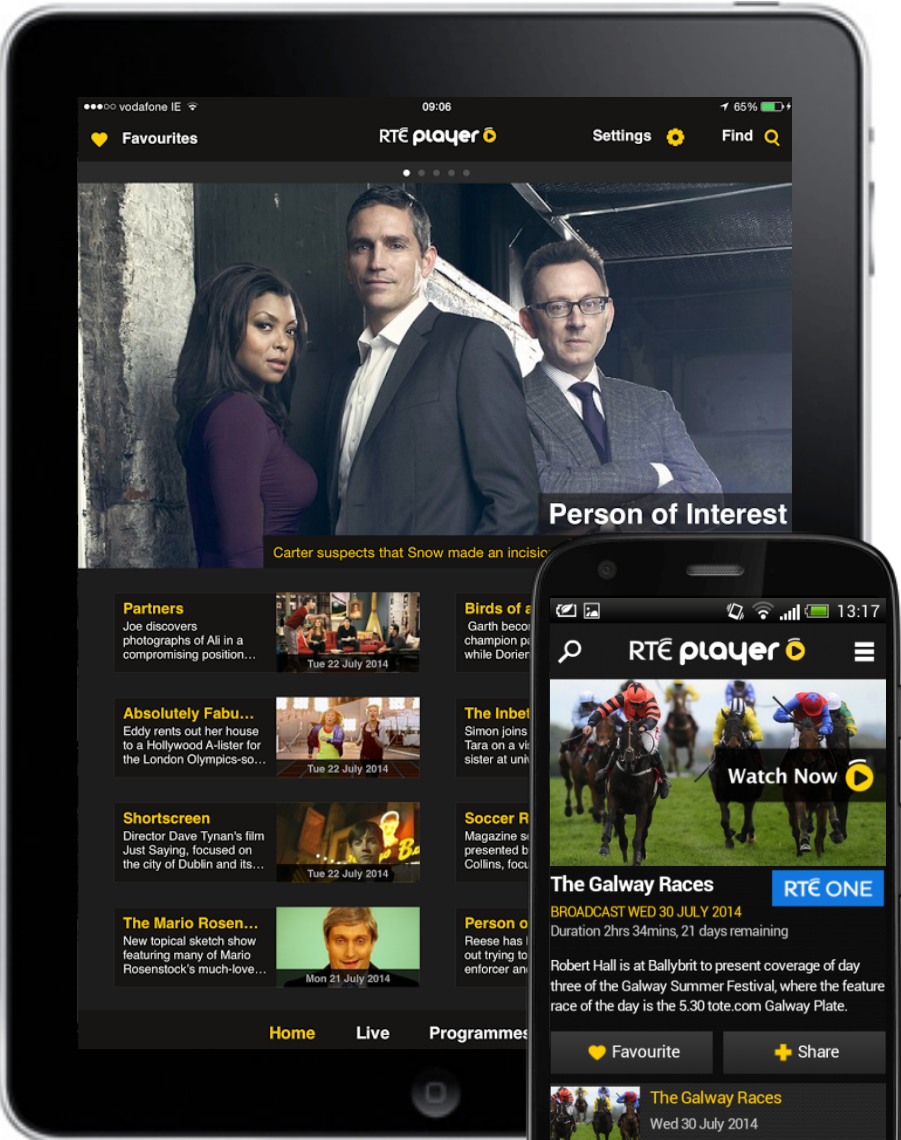 vodafone IE
09:06
65%
Favourites
RTÉ player
Settings
Find
Person of Interest
Carter suspects that Snow made an
Partners
Joe discovers
photographs of Ali in a
compromising position…
Tue 22 July 2014
Birds of a
Garth
champion
while Dorien
Absolutely Fabu…
Eddy rents out her house
to a Hollywood A-lister for
the London Olympics-so…
Tue 22 July 2014
The
Simon joins
Tara on a
sister at
Shortscreen
Director Dave Tynan's film
Just Saying, focused on
the city of Dublin and its…
Tue 22 July 2014
Soccer
Magazine
presented
Collins,
The Mario Rosen…
New topical sketch show
featuring many of Mario
Rosenstock's much-love…
Mon 21 July 2014
Person
Reese has
out trying to
enforcer
Home
Live
Programmes
13:17
RTÉ player
Watch Now
The Galway Races
RTÉ ONE
BROADCAST WED 30 JULY 2014
Duration 2hrs 34mins, 21 days remaining
Robert Hall is at Ballybrit to present coverage of day
three of the Galway Summer Festival, where the feature
race of the day is the 5.30 tote.com Galway Plate.
Favourite
Share
The Galway Races
Wed 30 July 2014